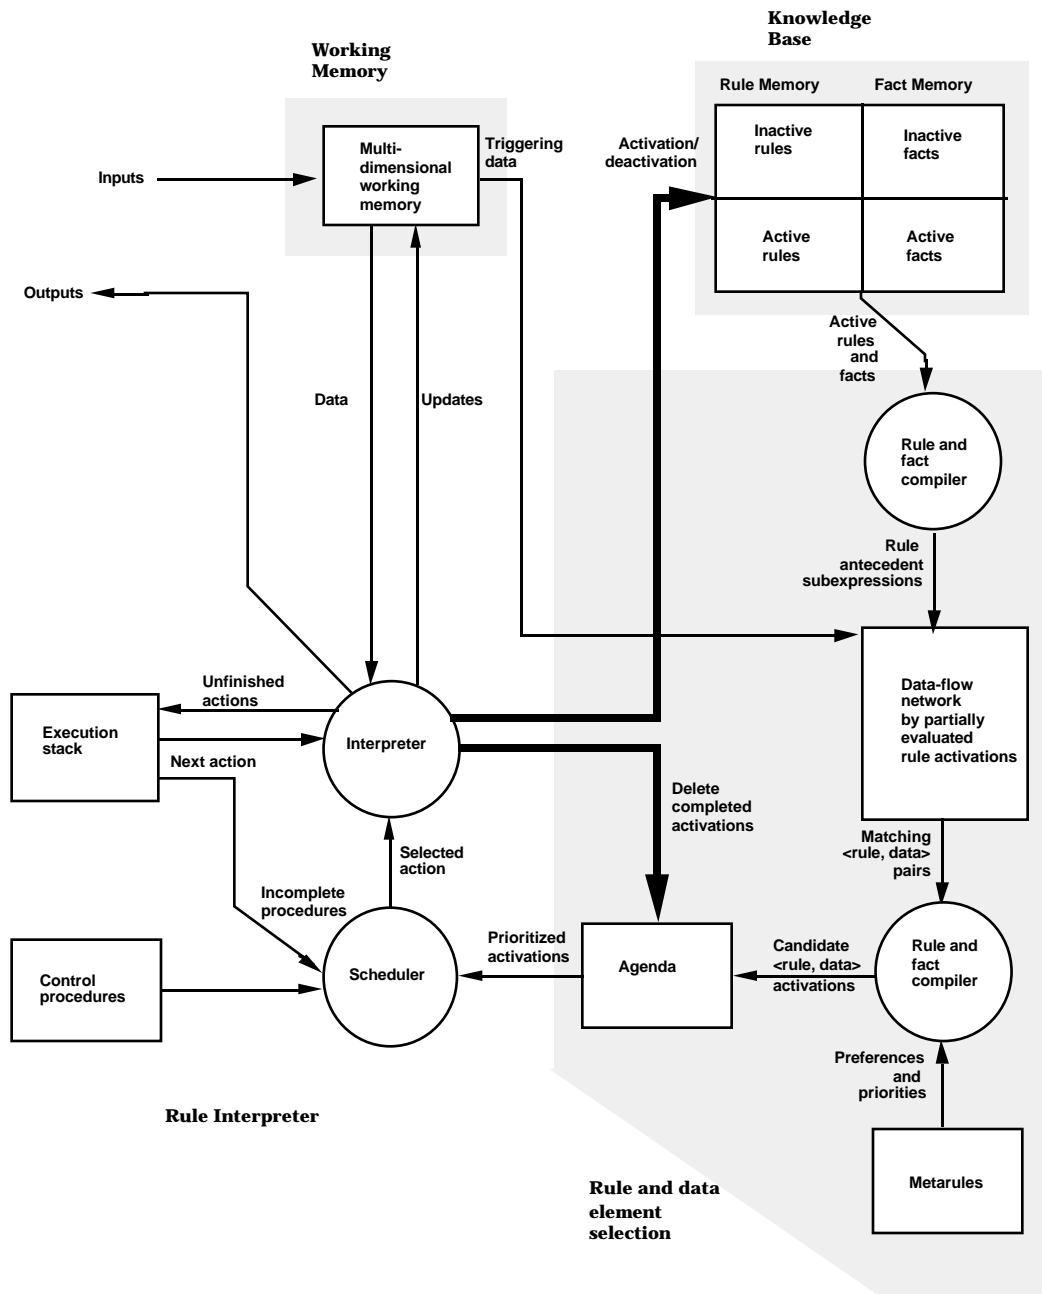 Knowledge
Base
Working
Memory
Rule Memory
Fact Memory
Inactive
rules
Inactive
facts
Active
rules
Active
facts
Multi-
dimensional
working
memory
Triggering
data
Activation/
deactivation
Inputs
Outputs
Active
rules
and
facts
Data
Updates
Rule and
fact
compiler
Rule
antecedent
subexpressions
Unfinished
actions
Execution
stack
Interpreter
Next action
Data-flow
network
by partially
evaluated
rule activations
Delete
completed
activations
Matching
<rule, data>
pairs
Selected
action
Incomplete
procedures
Prioritized
activations
Candidate
<rule, data>
activations
Rule and
fact
compiler
Control
procedures
Scheduler
Agenda
Preferences
and
priorities
Rule Interpreter
Metarules
Rule and data
element
selection